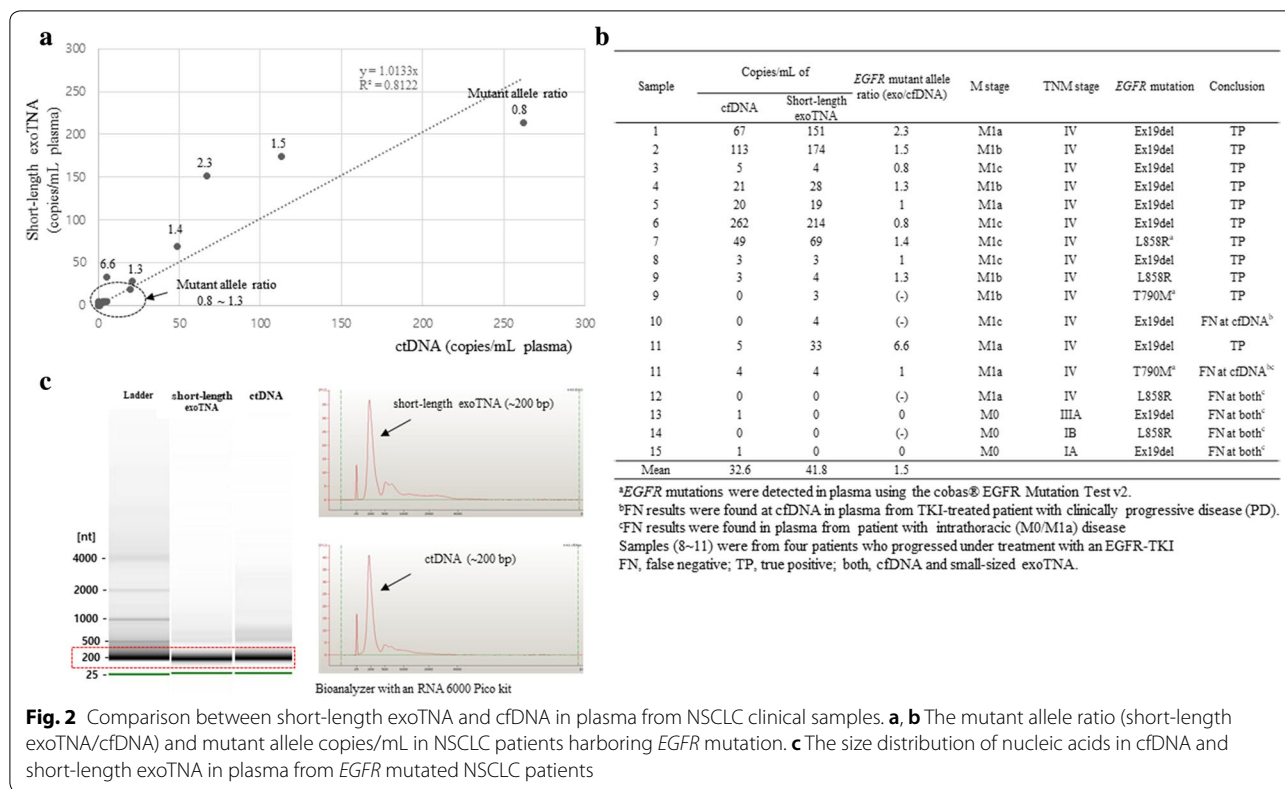 a
300
250
200
150
100
50
0
Short-length exoTNA
(copies/mL plasma)
y = 1.0133x
R² = 0.8122
Mutant allele ratio
0.8
1.5
2.3
1.4
6.6
1.3
Mutant allele ratio
0.8 ~ 1.3
0 50 100 150 200 250 300
ctDNA (copies/mL plasma)
b
Sample Copies/mL of EGFR mutant allele ratio (exo/cfDNA) M stage TNM stage EGFR mutation Conclusion
cfDNA Short-length exoTNA
1 67 151 2.3 M1a IV Ex19del TP
2 113 174 1.5 M1b IV Ex19del TP
3 5 4 0.8 M1c IV Ex19del TP
4 21 28 1.3 M1b IV Ex19del TP
5 20 19 1 M1a IV Ex19del TP
6 262 214 0.8 M1c IV Ex19del TP
7 49 69 1.4 M1c IV L858Rᵃ TP
8 3 3 1 M1c IV Ex19del TP
9 3 4 1.3 M1b IV L858R TP
9 0 3 (-) M1b IV T790Mᵃ TP
10 0 4 (-) M1c IV Ex19del FN at cfDNAᵇ
11 5 33 6.6 M1a IV Ex19del TP
11 4 4 1 M1a IV T790Mᵃ FN at cfDNAᵇᶜ
12 0 0 (-) M1a IV L858R FN at bothᶜ
13 1 0 0 M0 IIIA Ex19del FN at bothᶜ
14 0 0 (-) M0 IB L858R FN at bothᶜ
15 1 0 0 M0 IA Ex19del FN at bothᶜ
Mean 32.6 41.8 1.5
ᵃEGFR mutations were detected in plasma using the cobas® EGFR Mutation Test v2.
ᵇFN results were found at cfDNA in plasma from TKI-treated patient with clinically progressive disease (PD).
ᶜFN results were found in plasma from patient with intrathoracic (M0/M1a) disease
Samples (8~11) were from four patients who progressed under treatment with an EGFR-TKI
FN, false negative; TP, true positive; both, cfDNA and small-sized exoTNA.
c
Ladder short-length exoTNA ctDNA
[nt]
4000
2000
1000
500
200
25
short-length exoTNA (~200 bp)
ctDNA (~200 bp)
Bioanalyzer with an RNA 6000 Pico kit
Fig. 2 Comparison between short-length exoTNA and cfDNA in plasma from NSCLC clinical samples. a, b The mutant allele ratio (short-length
exoTNA/cfDNA) and mutant allele copies/mL in NSCLC patients harboring EGFR mutation. c The size distribution of nucleic acids in cfDNA and
short-length exoTNA in plasma from EGFR mutated NSCLC patients